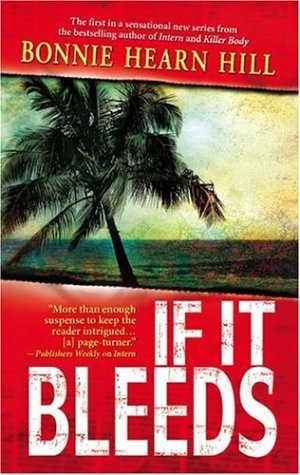 The first in a sensational new series from
the bestselling author of Intern and Killer Body
BONNIE HEARN HILL
"More than enough
suspense to keep the
reader intrigued...
[a] page-turner."
—Publishers Weekly on Intern
IF IT
BLEEDS